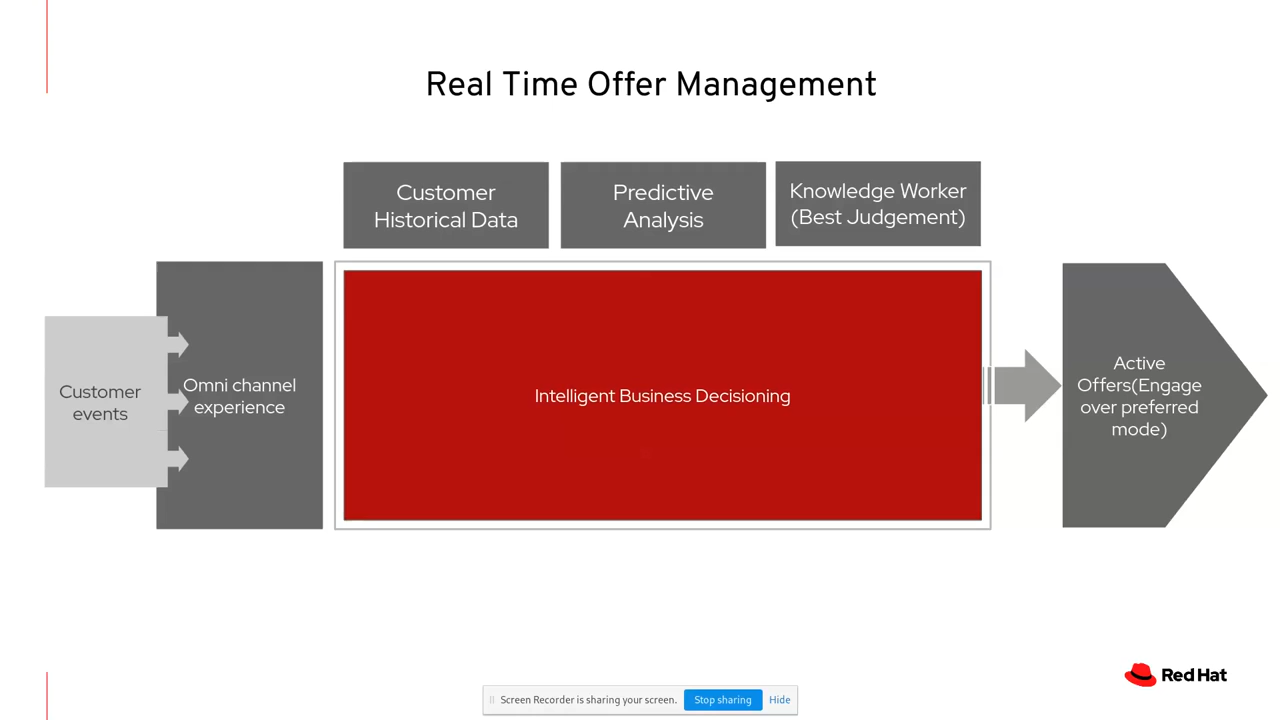 Real Time Offer Management
Customer
Historical Data
Predictive
Analysis
Knowledge Worker
(Best Judgement)
Customer
events
Omni channel
experience
Intelligent Business Decisioning
Active
Offers(Engage
over preferred
mode)
Red Hat
Screen Recorder is sharing your screen.
Stop sharing
Hide